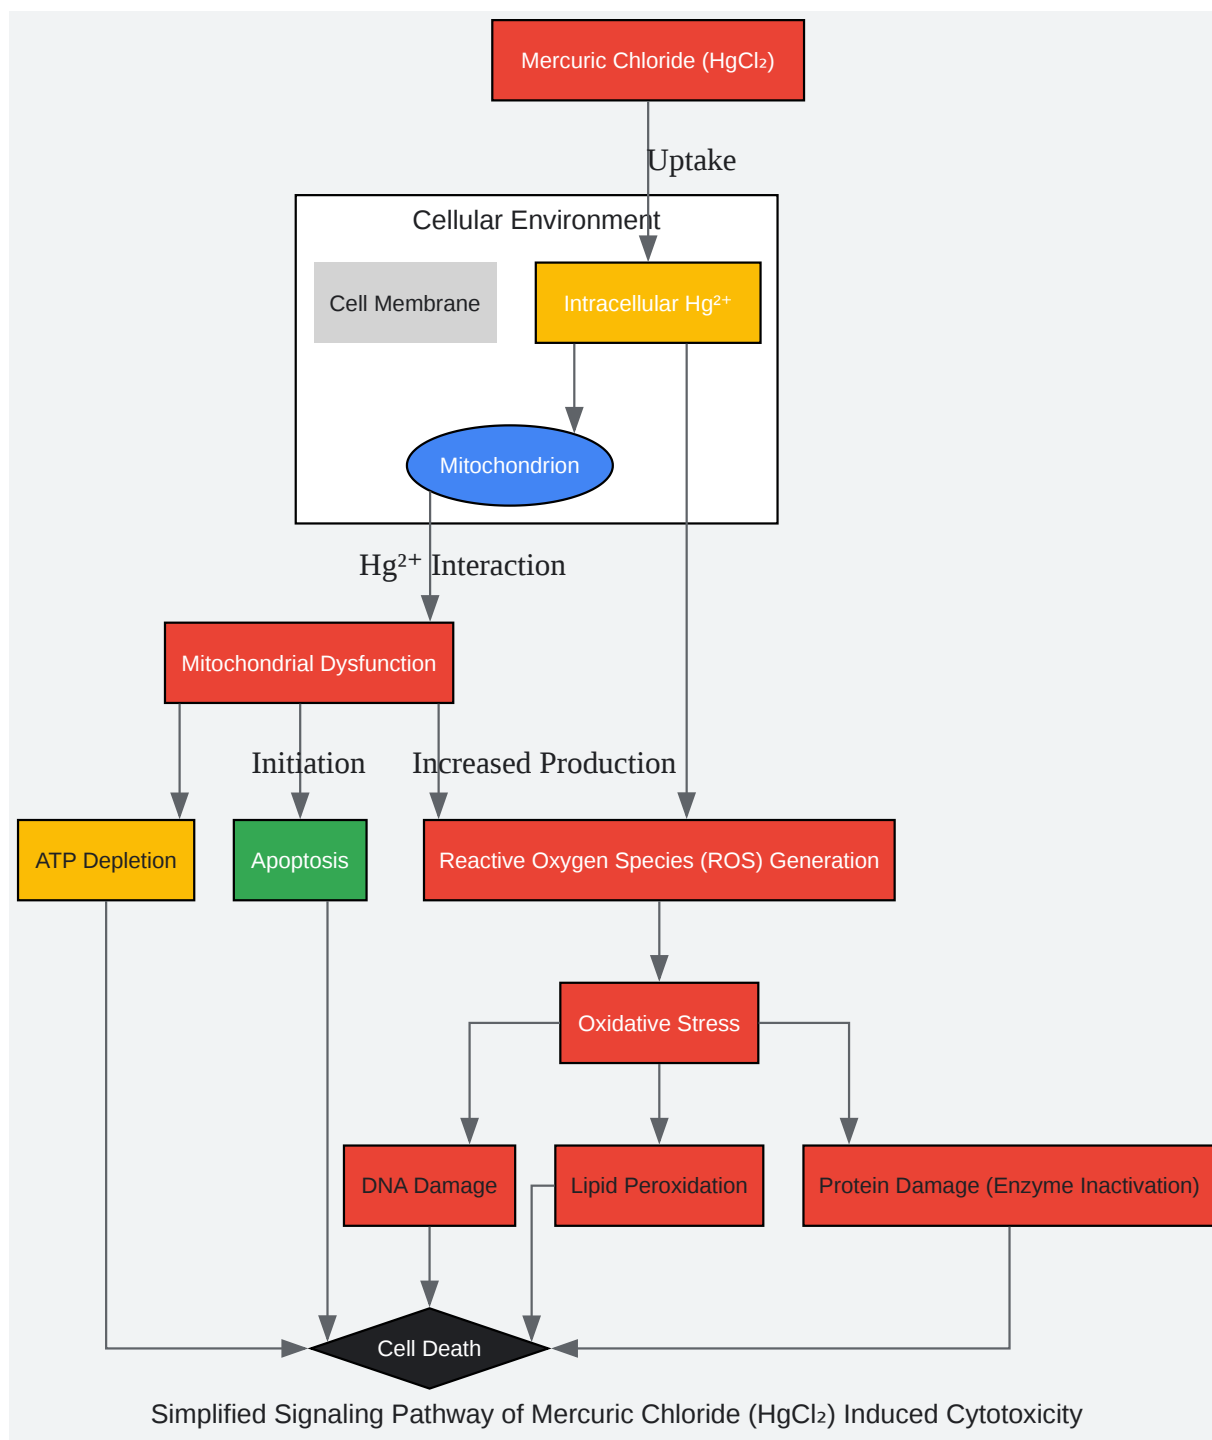 Mercuric Chloride (HgCl₂)
Uptake
Cellular Environment
Cell Membrane
Intracellular Hg²⁺
Mitochondrion
Hg²⁺ Interaction
Mitochondrial Dysfunction
Initiation
Increased Production
ATP Depletion
Apoptosis
Reactive Oxygen Species (ROS) Generation
Oxidative Stress
DNA Damage
Lipid Peroxidation
Protein Damage (Enzyme Inactivation)
Cell Death
Simplified Signaling Pathway of Mercuric Chloride (HgCl₂) Induced Cytotoxicity